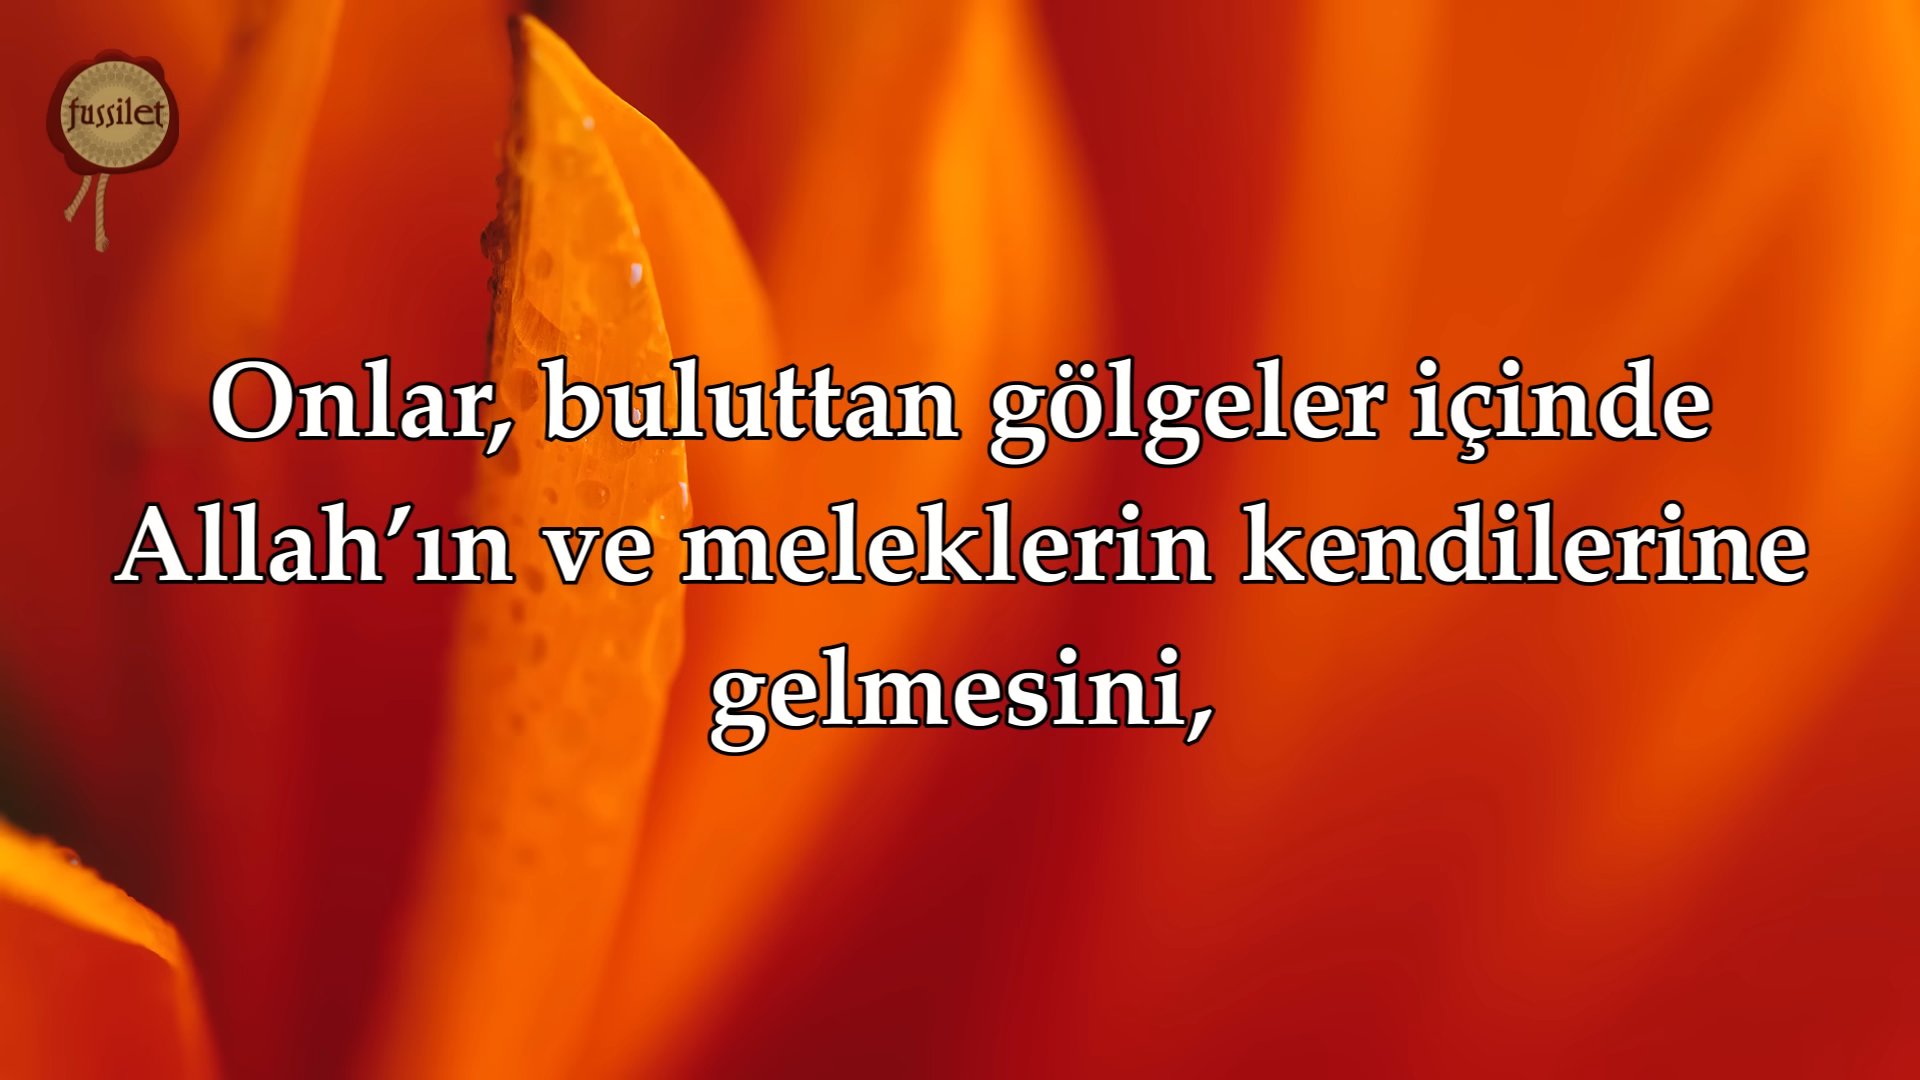 fussilet
Onlar, buluttan gölgeler içinde
Allah’ın ve meleklerin kendilerine
gelmesini,